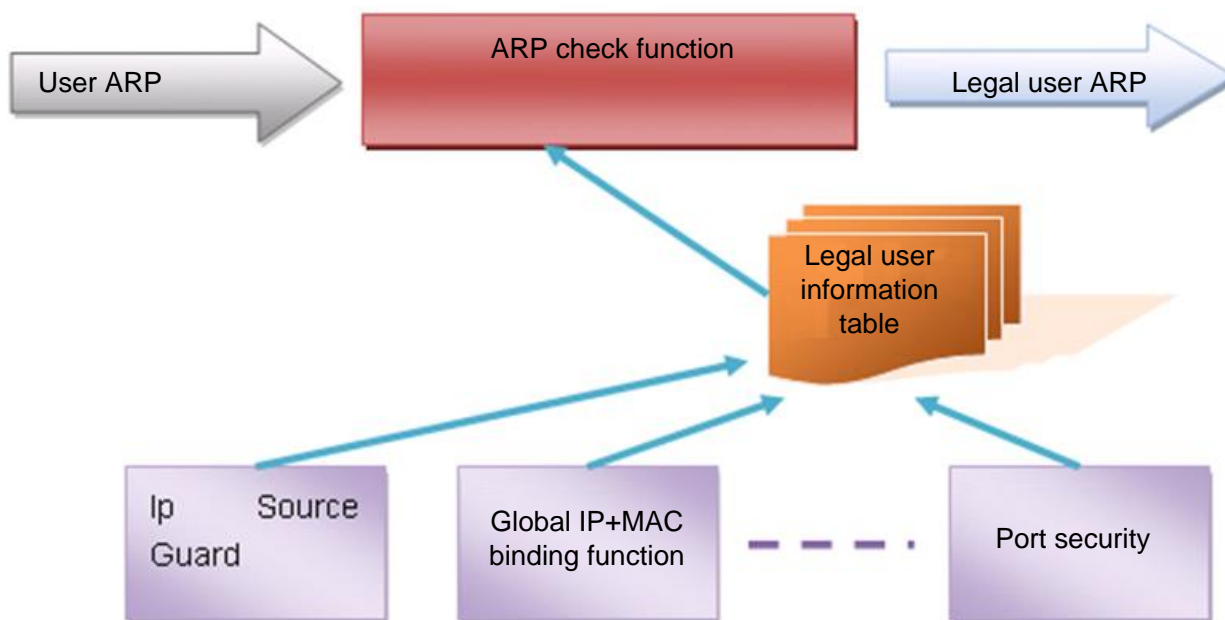 ARP check function
User ARP
Legal user ARP
Legal user
information
table
Ip Source
Guard
Global IP+MAC
binding function
Port security